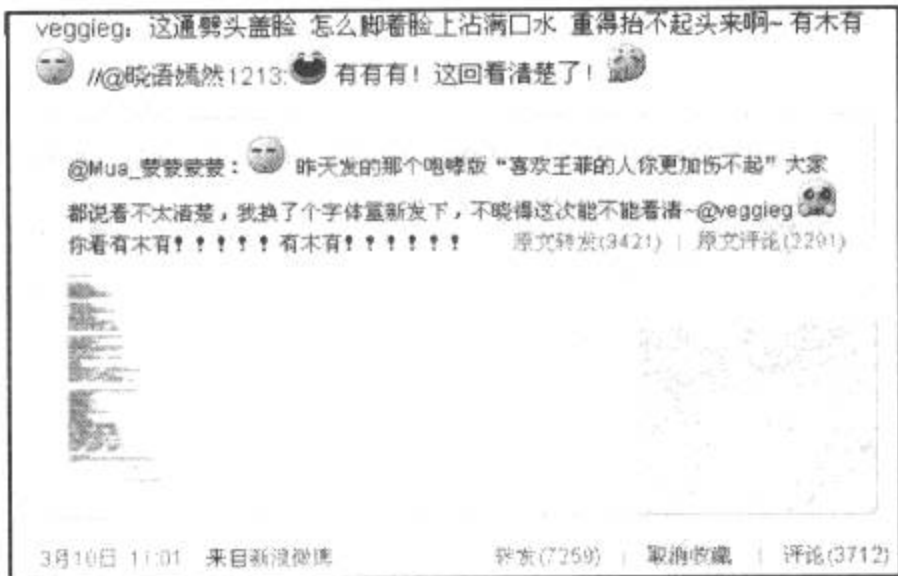 veggieg：这通劈头盖脸 怎么脚着脸上沾满口水 重得抬不起头来啊~ 有木有
//@晓语嫣然1213: 有有有！这回看清楚了！
@Mua_蒙蒙蒙蒙： 昨天发的那个咆哮版“喜欢王菲的人你更加伤不起”大家
都说看不太清楚，我换了个字体重新发下，不晓得这次能不能看清~@veggieg
你看有木有！！！！！有木有！！！！！！ 原文转发(3421) | 原文评论(2291)
3月10日 11:01 来自新浪微博 转发(7259) | 取消收藏 | 评论(3712)